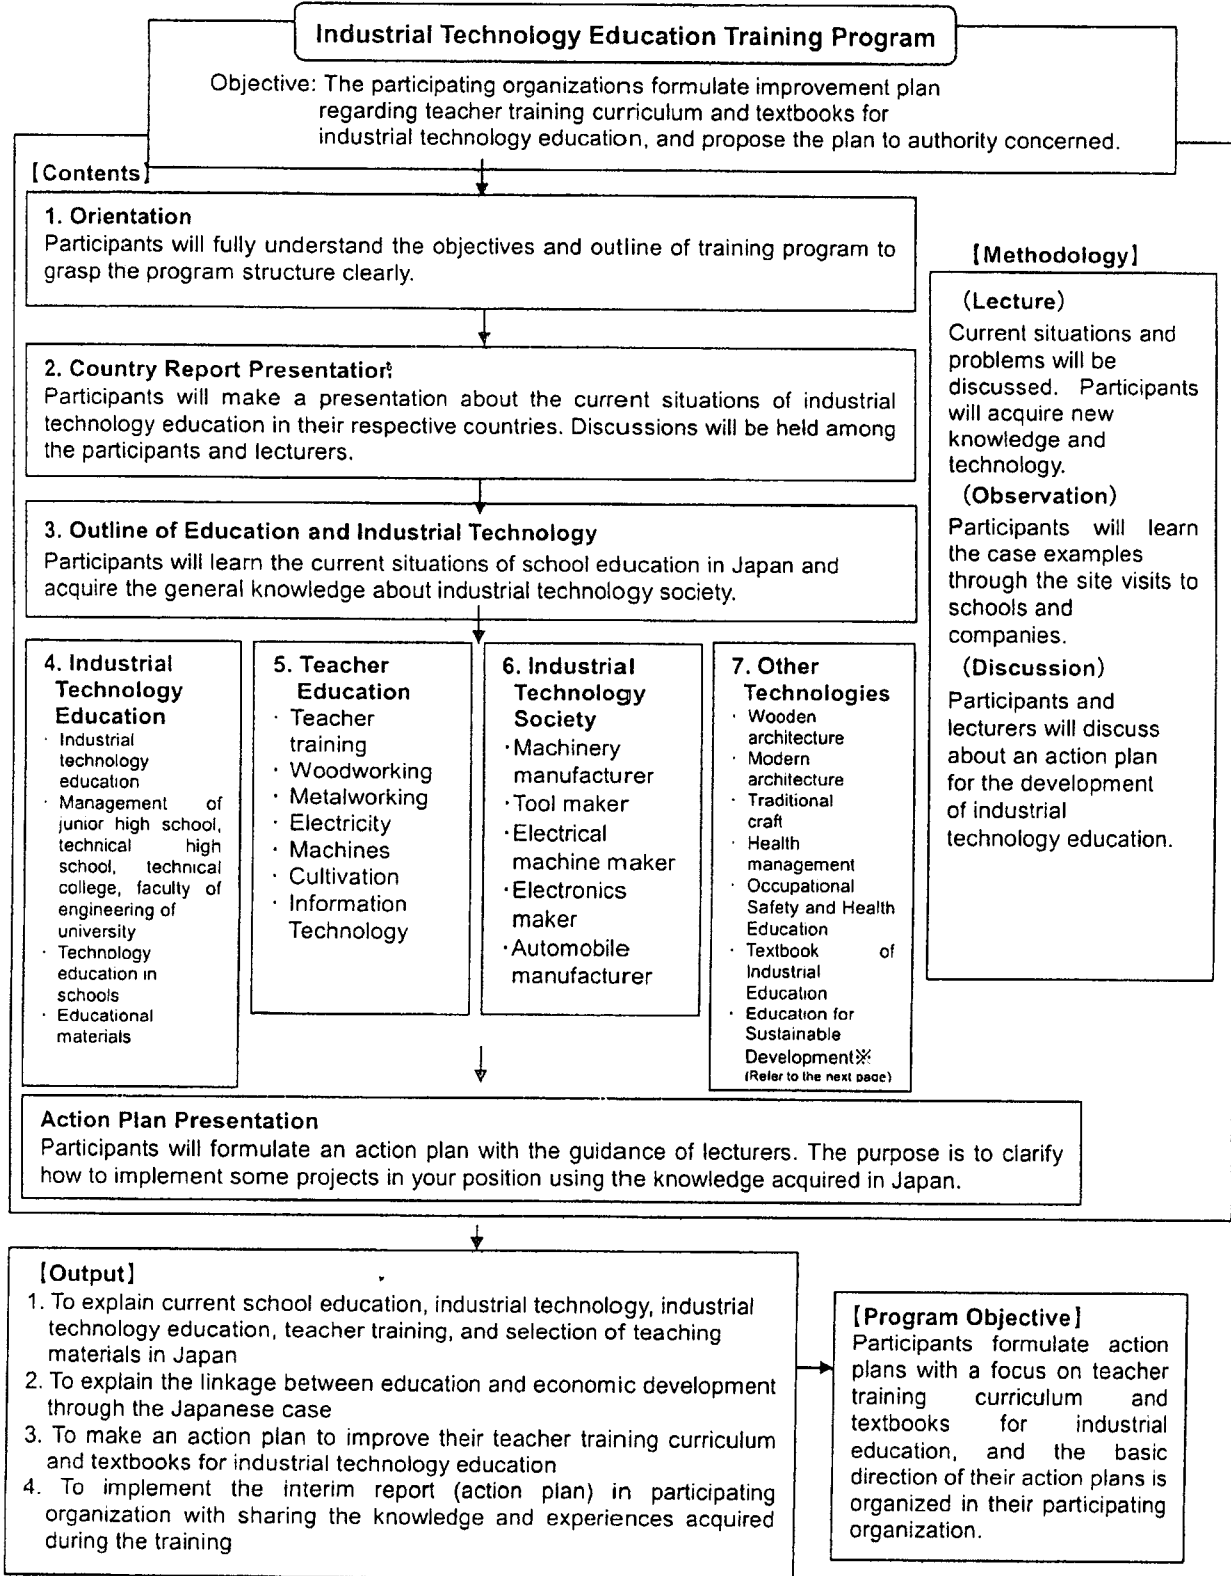 Industrial Technology Education Training Program
Objective: The participating organizations formulate improvement plan
regarding teacher training curriculum and textbooks for
industrial technology education, and propose the plan to authority concerned.
[Contents]
1. Orientation
Participants will fully understand the objectives and outline of training program to
grasp the program structure clearly.
2. Country Report Presentation:
Participants will make a presentation about the current situations of industrial
technology education in their respective countries. Discussions will be held among
the participants and lecturers.
3. Outline of Education and Industrial Technology
Participants will learn the current situations of school education in Japan and
acquire the general knowledge about industrial technology society.
4. Industrial
Technology
Education
· Industrial
technology
education
· Management of
junior high school,
technical high
school, technical
college, faculty of
engineering of
university
· Technology
education in
schools
· Educational
materials
5. Teacher
Education
· Teacher
training
· Woodworking
· Metalworking
· Electricity
· Machines
· Cultivation
· Information
Technology
6. Industrial
Technology
Society
·Machinery
manufacturer
·Tool maker
·Electrical
machine maker
·Electronics
maker
·Automobile
manufacturer
7. Other
Technologies
· Wooden
architecture
· Modern
architecture
· Traditional
craft
· Health
management
· Occupational
Safety and Health
Education
· Textbook of
Industrial
Education
· Education for
Sustainable
Development※
(Refer to the next page)
[Methodology]
(Lecture)
Current situations and
problems will be
discussed. Participants
will acquire new
knowledge and
technology.
(Observation)
Participants will learn
the case examples
through the site visits to
schools and
companies.
(Discussion)
Participants and
lecturers will discuss
about an action plan
for the development
of industrial
technology education.
Action Plan Presentation
Participants will formulate an action plan with the guidance of lecturers. The purpose is to clarify
how to implement some projects in your position using the knowledge acquired in Japan.
[Output]
1. To explain current school education, industrial technology, industrial
technology education, teacher training, and selection of teaching
materials in Japan
2. To explain the linkage between education and economic development
through the Japanese case
3. To make an action plan to improve their teacher training curriculum
and textbooks for industrial technology education
4. To implement the interim report (action plan) in participating
organization with sharing the knowledge and experiences acquired
during the training
[Program Objective]
Participants formulate action
plans with a focus on teacher
training curriculum and
textbooks for industrial
education, and the basic
direction of their action plans is
organized in their participating
organization.